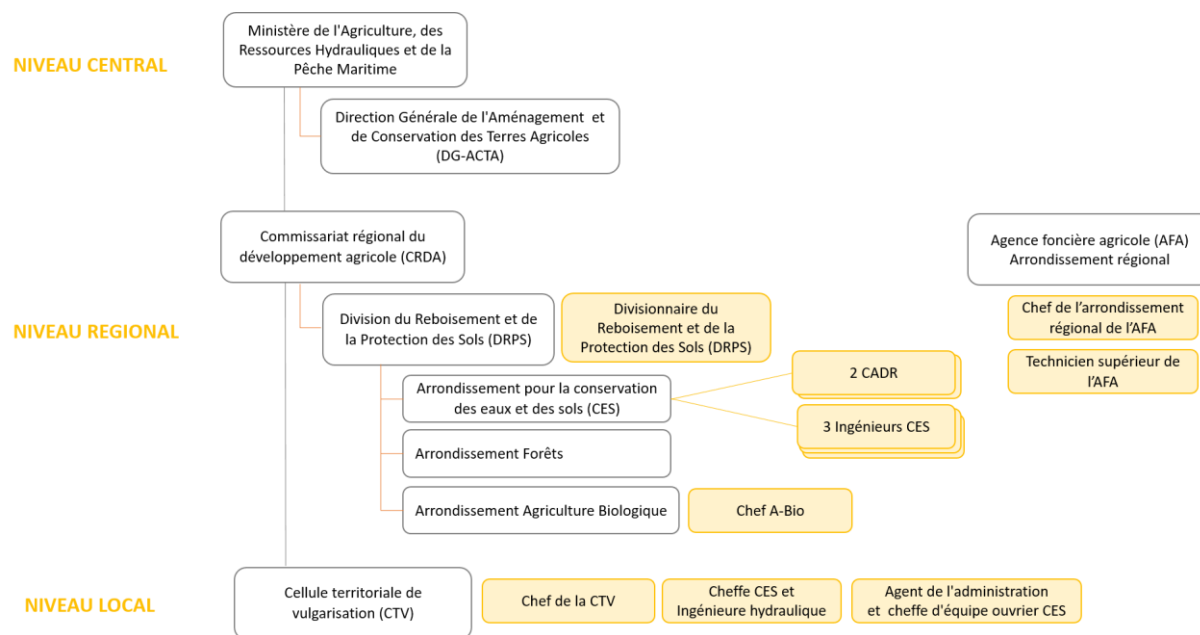 NIVEAU CENTRAL
Ministère de l'Agriculture, des
Ressources Hydrauliques et de la
Pêche Maritime
Direction Générale de l'Aménagement et
de Conservation des Terres Agricoles
(DG-ACTA)
NIVEAU REGIONAL
Commissariat régional du
développement agricole (CRDA)
Agence foncière agricole (AFA)
Arrondissement régional
Division du Reboisement et de
la Protection des Sols (DRPS)
Divisionnaire du
Reboisement et de la
Protection des Sols (DRPS)
Chef de l’arrondissement
régional de l’AFA
Technicien supérieur de
l’AFA
Arrondissement pour la conservation
des eaux et des sols (CES)
2 CADR
3 Ingénieurs CES
Arrondissement Forêts
Arrondissement Agriculture Biologique
Chef A-Bio
NIVEAU LOCAL
Cellule territoriale de
vulgarisation (CTV)
Chef de la CTV
Cheffe CES et
Ingénieure hydraulique
Agent de l'administration
et cheffe d'équipe ouvrier CES